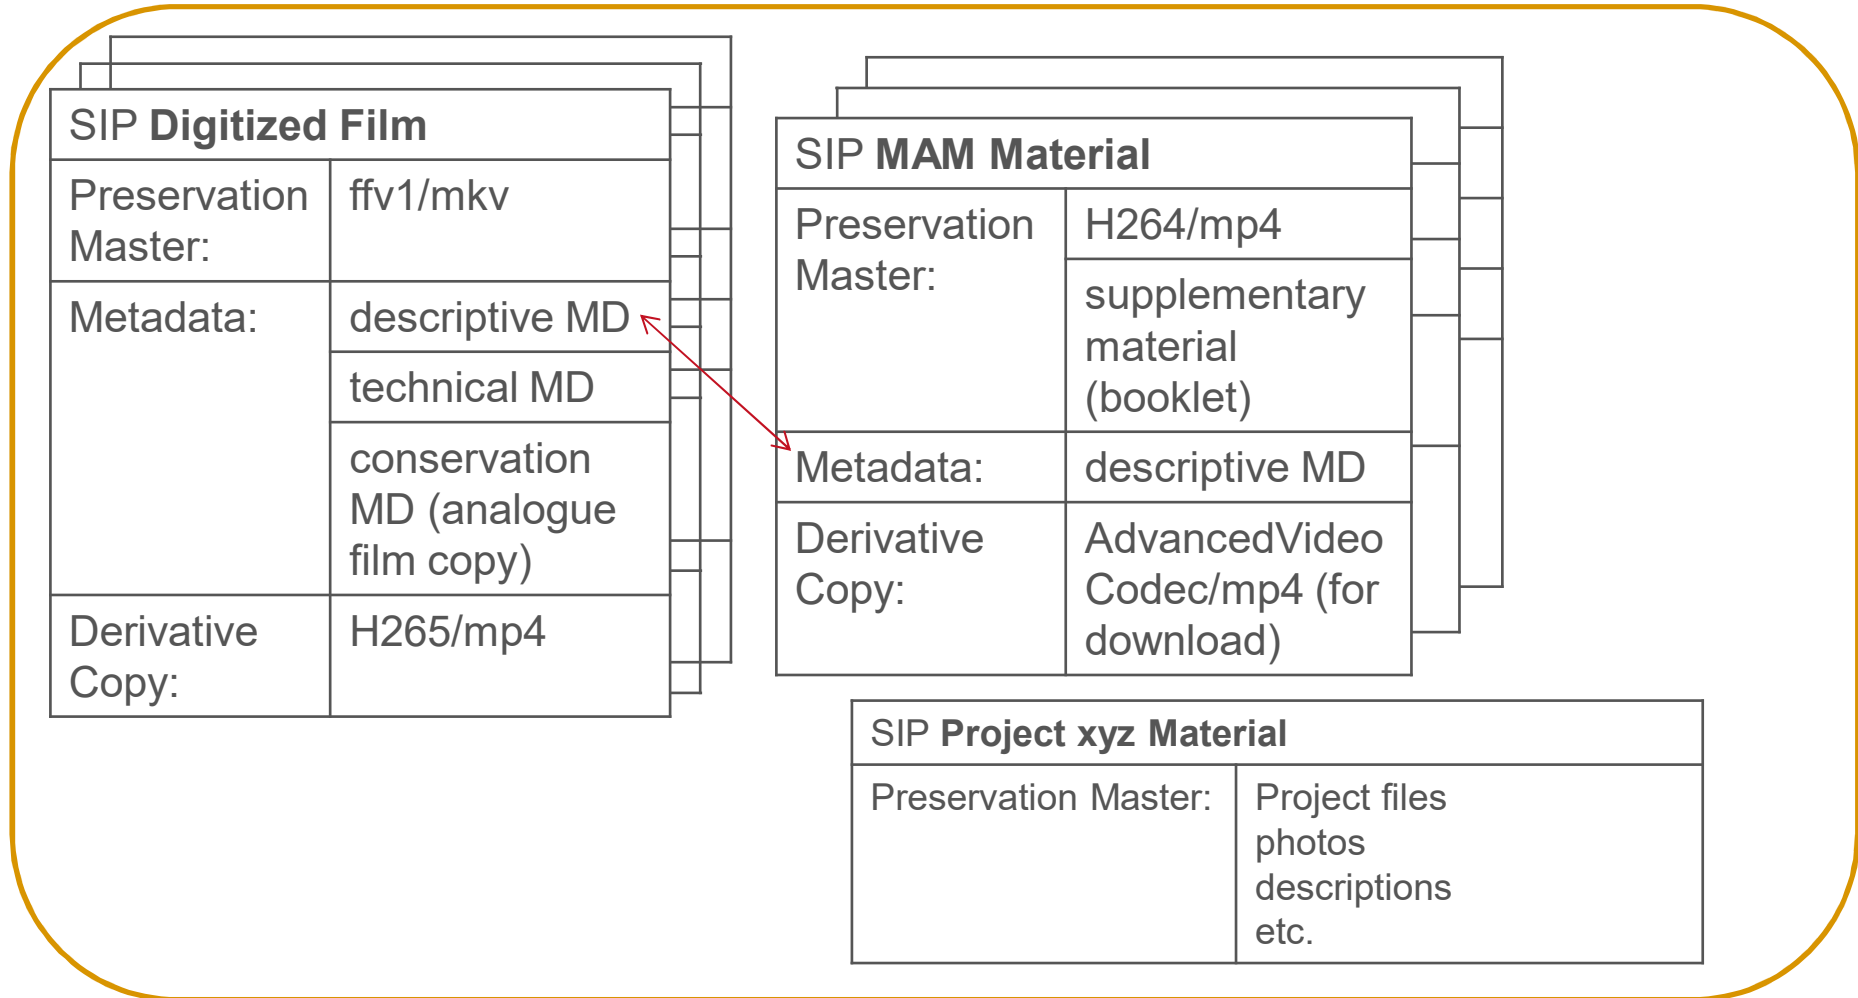 SIP Digitized Film
Preservation
Master:
ffv1/mkv
Metadata:
descriptive MD
technical MD
conservation
MD (analogue
film copy)
Derivative
Copy:
H265/mp4
SIP MAM Material
Preservation
Master:
H264/mp4
supplementary
material
(booklet)
Metadata:
descriptive MD
Derivative
Copy:
AdvancedVideo
Codec/mp4 (for
download)
SIP Project xyz Material
Preservation Master:
Project files
photos
descriptions
etc.